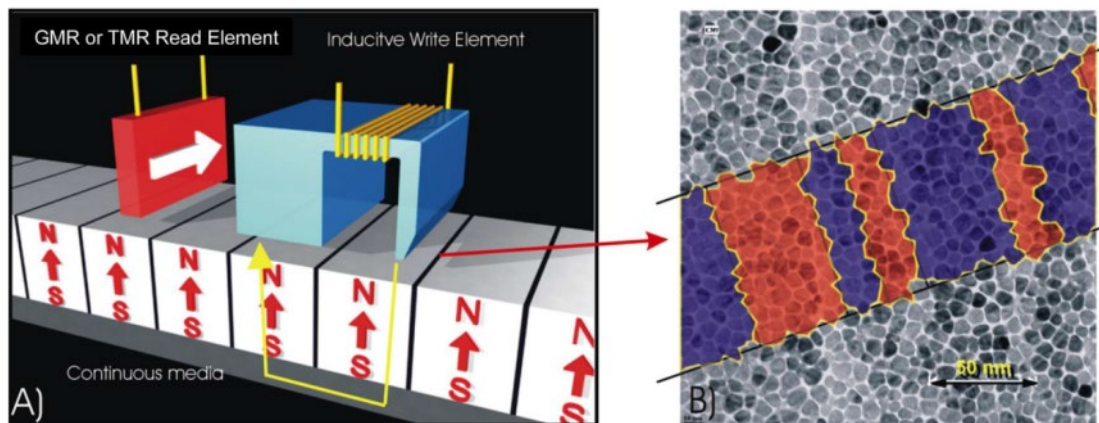 GMR or TMR Read Element
Inducitve Write Element
N
S
N
S
N
S
N
S
N
S
N
S
N
S
Continuous media
A)
50 nm
B)